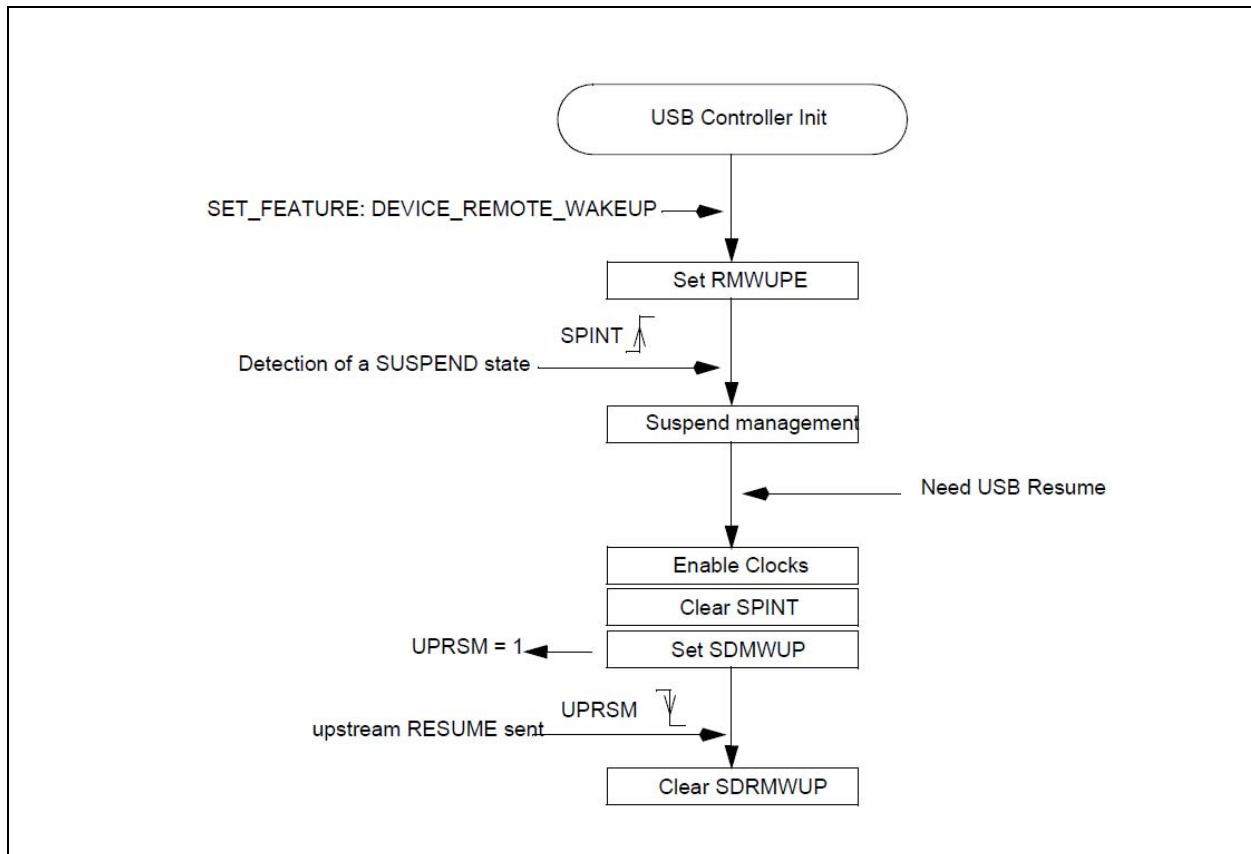 USB Controller Init
SET_FEATURE: DEVICE_REMOTE_WAKEUP
Set RMWUPE
SPINT
Detection of a SUSPEND state
Suspend management
Need USB Resume
Enable Clocks
Clear SPINT
UPRSM = 1
Set SDMWUP
UPRSM
upstream RESUME sent
Clear SDRMWUP